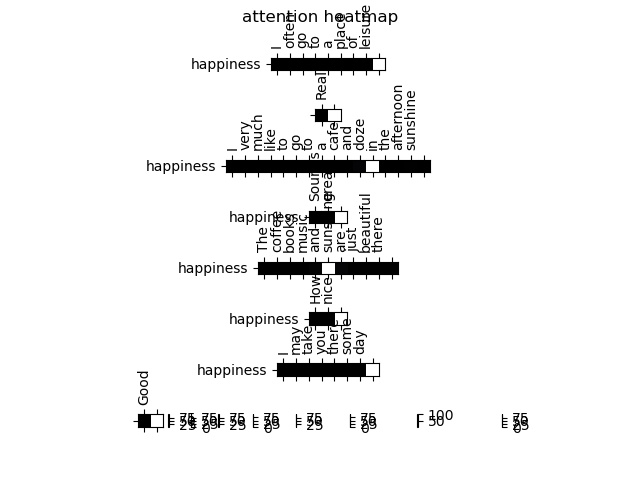 attention heatmap
I often go to a place of leisure
happiness
Real
I very much like to go to a cafe and doze in the afternoon sunshine
happiness
Sounds great
happiness
The coffee books music and sunshine are just beautiful there
happiness
How nice
happiness
I may take you there some day
happiness
Good
75
50
25
75
50
25
0
75
50
25
75
50
25
0
75
50
25
75
50
25
0
100
50
75
50
25
0